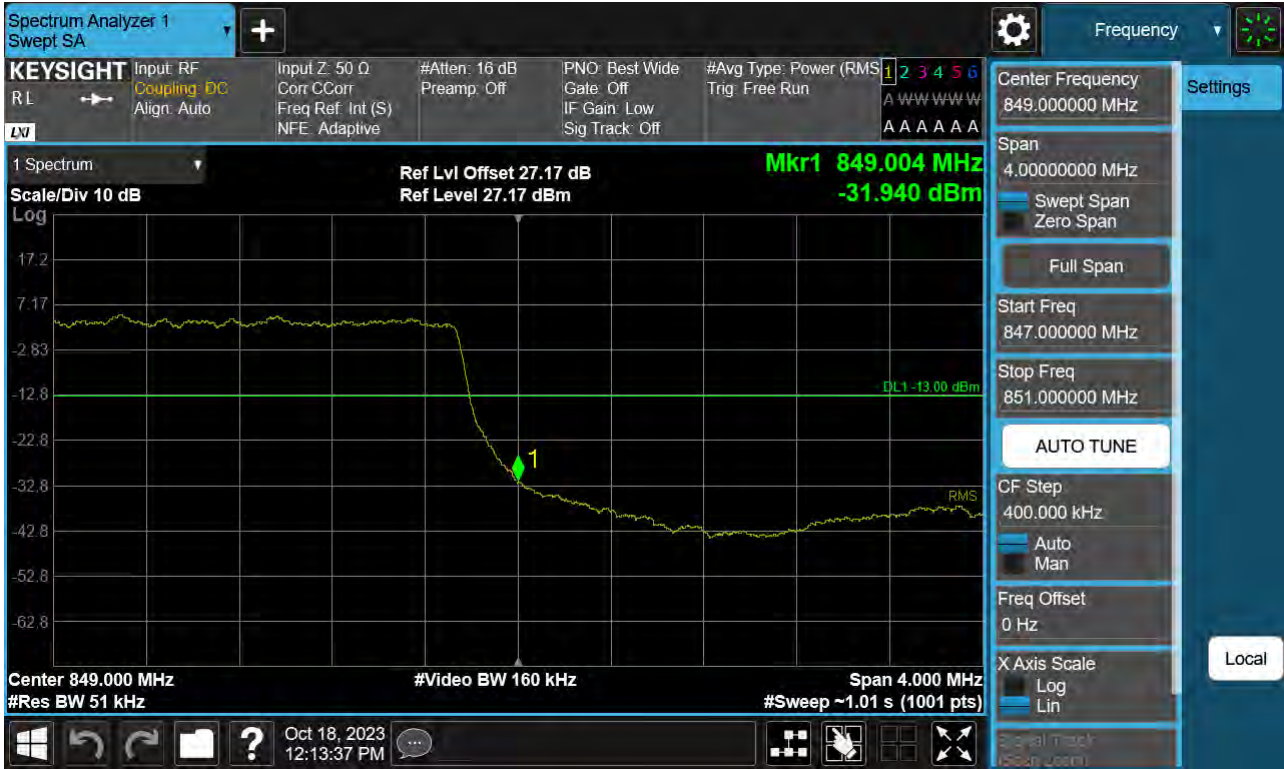 Spectrum Analyzer 1
Swept SA
Frequency
KEYSIGHT
R L
LXI
Input: RF
Coupling: DC
Align: Auto
Input Z: 50 Ω
Corr CCorr
Freq Ref: Int (S)
NFE: Adaptive
#Atten: 16 dB
Preamp: Off
PNO: Best Wide
Gate: Off
IF Gain: Low
Sig Track: Off
#Avg Type: Power (RMS
Trig: Free Run
1 2 3 4 5 6
A W W W W W
A A A A A A
1 Spectrum
Scale/Div 10 dB
Ref Lvl Offset 27.17 dB
Ref Level 27.17 dBm
Mkr1 849.004 MHz
-31.940 dBm
Log
17.2
7.17
-2.83
-12.8
-22.8
-32.8
-42.8
-52.8
-62.8
DL1 -13.00 dBm
1
RMS
Center 849.000 MHz
#Video BW 160 kHz
Span 4.000 MHz
#Res BW 51 kHz
#Sweep ~1.01 s (1001 pts)
Center Frequency
849.000000 MHz
Span
4.00000000 MHz
Swept Span
Zero Span
Full Span
Start Freq
847.000000 MHz
Stop Freq
851.000000 MHz
AUTO TUNE
CF Step
400.000 kHz
Auto
Man
Freq Offset
0 Hz
X Axis Scale
Log
Lin
Signal Track
(Span Zoom)
Settings
Local
Oct 18, 2023
12:13:37 PM